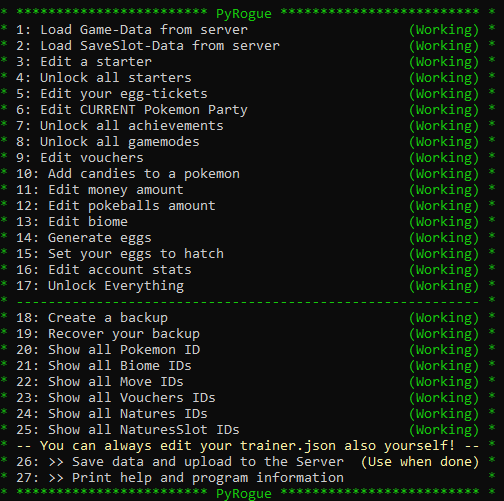 ************************ PyRogue *************************
* 1: Load Game-Data from server (Working) *
* 2: Load SaveSlot-Data from server (Working) *
* 3: Edit a starter (Working) *
* 4: Unlock all starters (Working) *
* 5: Edit your egg-tickets (Working) *
* 6: Edit CURRENT Pokemon Party (Working) *
* 7: Unlock all achievements (Working) *
* 8: Unlock all gamemodes (Working) *
* 9: Edit vouchers (Working) *
* 10: Add candies to a pokemon (Working) *
* 11: Edit money amount (Working) *
* 12: Edit pokeballs amount (Working) *
* 13: Edit biome (Working) *
* 14: Generate eggs (Working) *
* 15: Set your eggs to hatch (Working) *
* 16: Edit account stats (Working) *
* 17: Unlock Everything (Working) *
* ---------------------------------------------------------- *
* 18: Create a backup (Working) *
* 19: Recover your backup (Working) *
* 20: Show all Pokemon ID (Working) *
* 21: Show all Biome IDs (Working) *
* 22: Show all Move IDs (Working) *
* 23: Show all Vouchers IDs (Working) *
* 24: Show all Natures IDs (Working) *
* 25: Show all NaturesSlot IDs (Working) *
* -- You can always edit your trainer.json also yourself! -- *
* 26: >> Save data and upload to the Server (Use when done) *
* 27: >> Print help and program information *
************************ PyRogue *************************